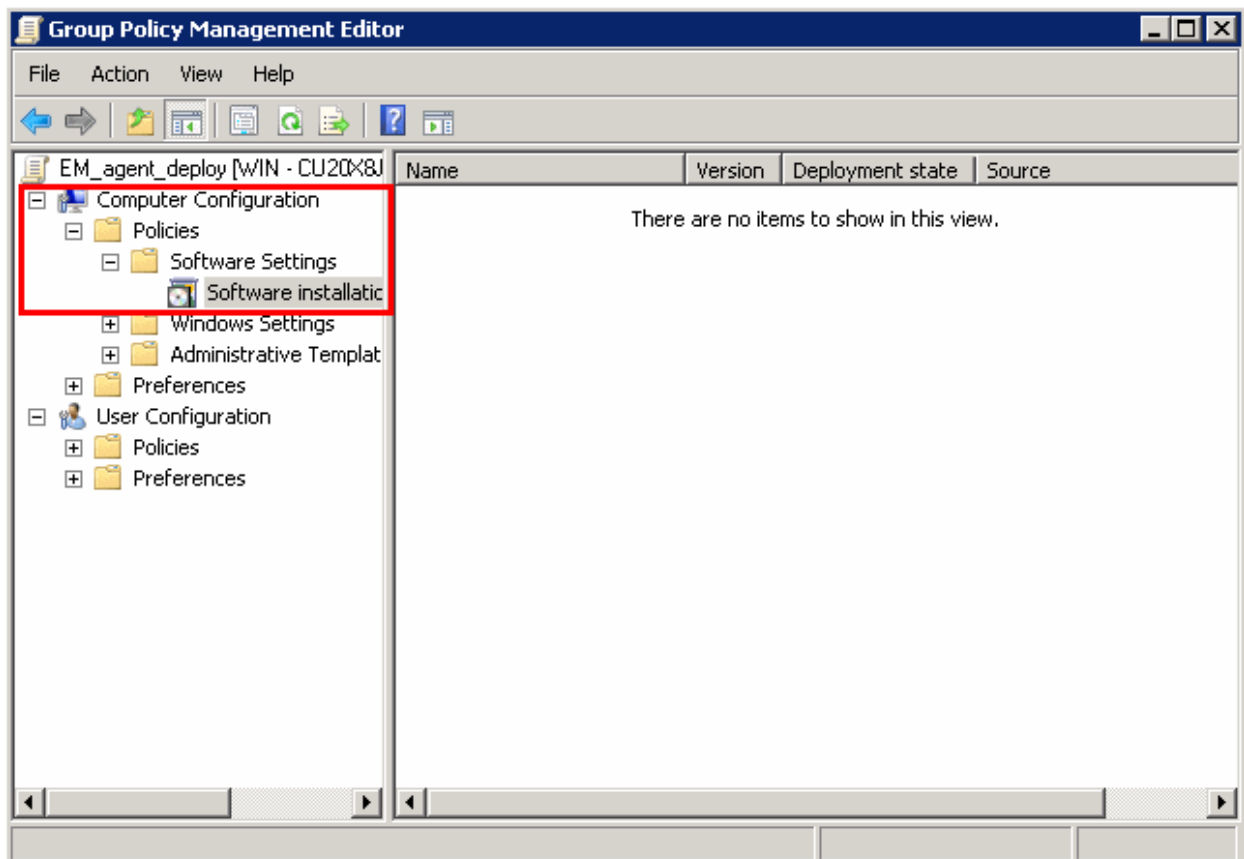 Group Policy Management Editor
File Action View Help
EM_agent_deploy [WIN - CU20X8J
Name Version Deployment state Source
Computer Configuration
There are no items to show in this view.
Policies
Software Settings
Software installatic
Windows Settings
Administrative Templat
Preferences
User Configuration
Policies
Preferences